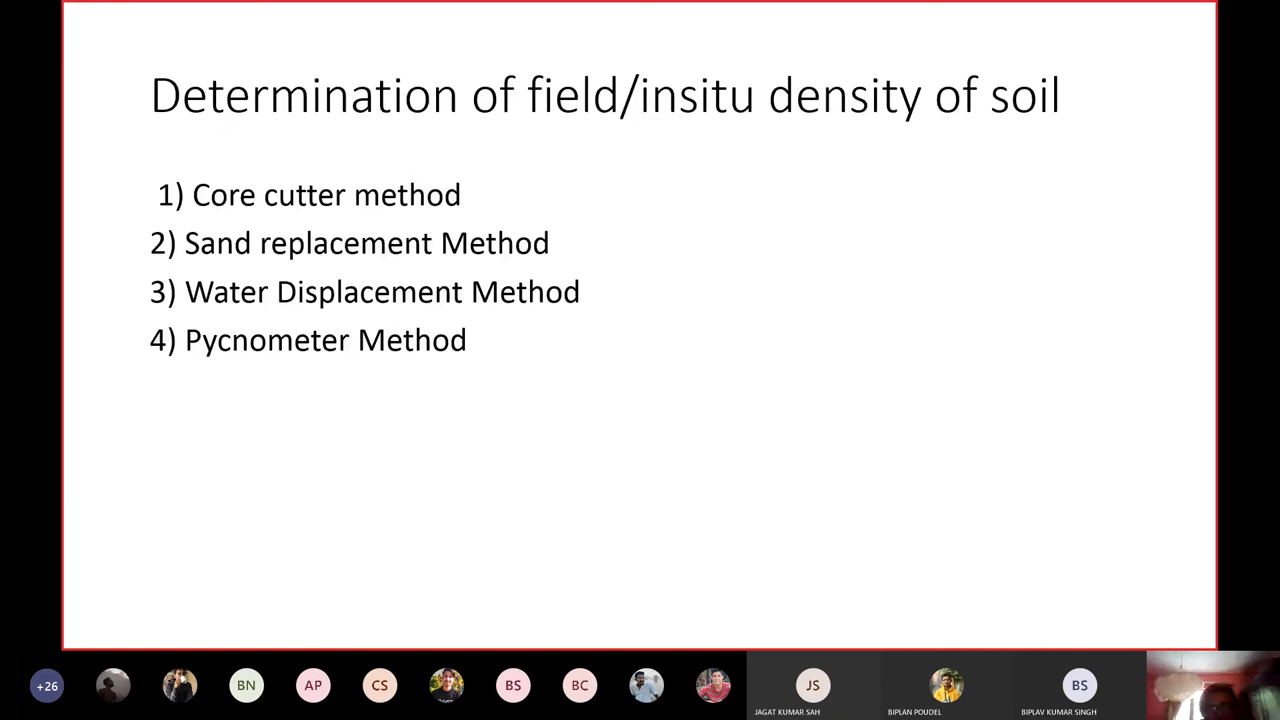 Determination of field/insitu density of soil
1) Core cutter method
2) Sand replacement Method
3) Water Displacement Method
4) Pycnometer Method
+26
BN
AP
CS
BS
BC
JS
BS
JAGAT KUMAR SAH
BIPLAN POUDEL
BIPLAV KUMAR SINGH